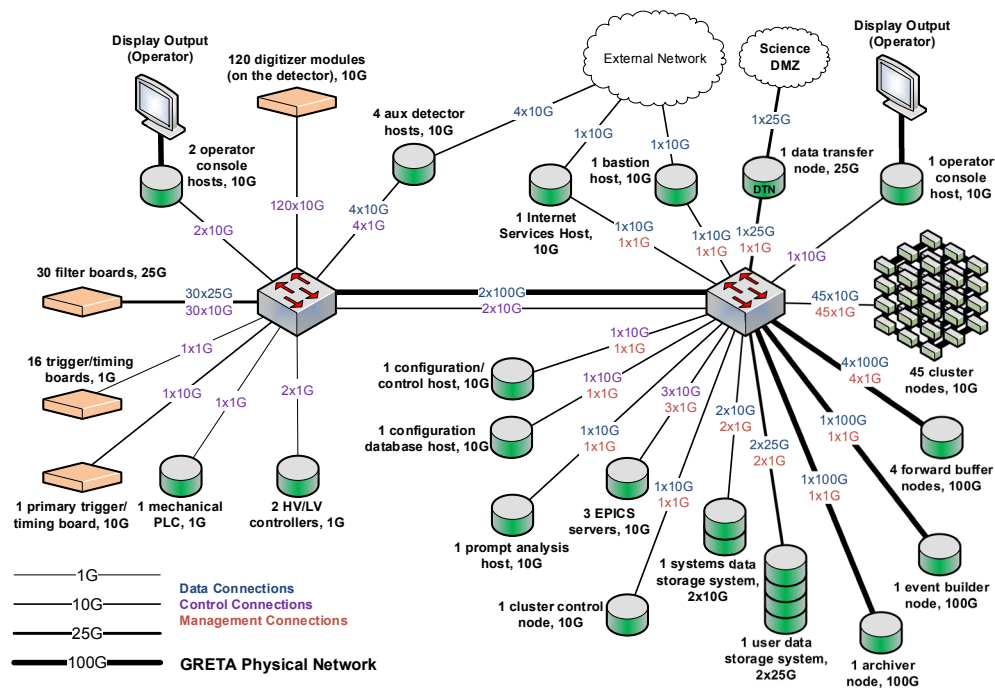 Display Output
(Operator)
120 digitizer modules
(on the detector), 10G
4 aux detector
hosts, 10G
External Network
Science
DMZ
Display Output
(Operator)
2 operator
console
hosts, 10G
4x10G
1x10G
1x10G
1x25G
1 bastion
host, 10G
1 data transfer
node, 25G
DTN
1 operator
console
host, 10G
1 Internet
Services Host,
10G
120x10G
2x10G
4x10G
4x1G
1x10G
1x1G
1x10G
1x1G
1x25G
1x1G
1x10G
30 filter boards, 25G
30x25G
30x10G
2x100G
2x10G
45x10G
45x1G
45 cluster
nodes, 10G
16 trigger/timing
boards, 1G
1x1G
1x10G
1x1G
2x1G
1 primary trigger/
timing board, 10G
1 mechanical
PLC, 1G
2 HV/LV
controllers, 1G
1 configuration/
control host, 10G
1x10G
1x1G
1 configuration
database host, 10G
1x10G
1x1G
1x10G
1x1G
3x10G
3x1G
1x10G
1x1G
2x10G
2x1G
2x25G
2x1G
1x100G
1x1G
1x100G
1x1G
4x100G
4x1G
4 forward buffer
nodes, 100G
3 EPICS
servers, 10G
1 prompt analysis
host, 10G
1 systems data
storage system,
2x10G
1 event builder
node, 100G
1 cluster control
node, 10G
1 user data
storage system,
2x25G
1 archiver
node, 100G
1G
10G
25G
100G
Data Connections
Control Connections
Management Connections
GRETA Physical Network